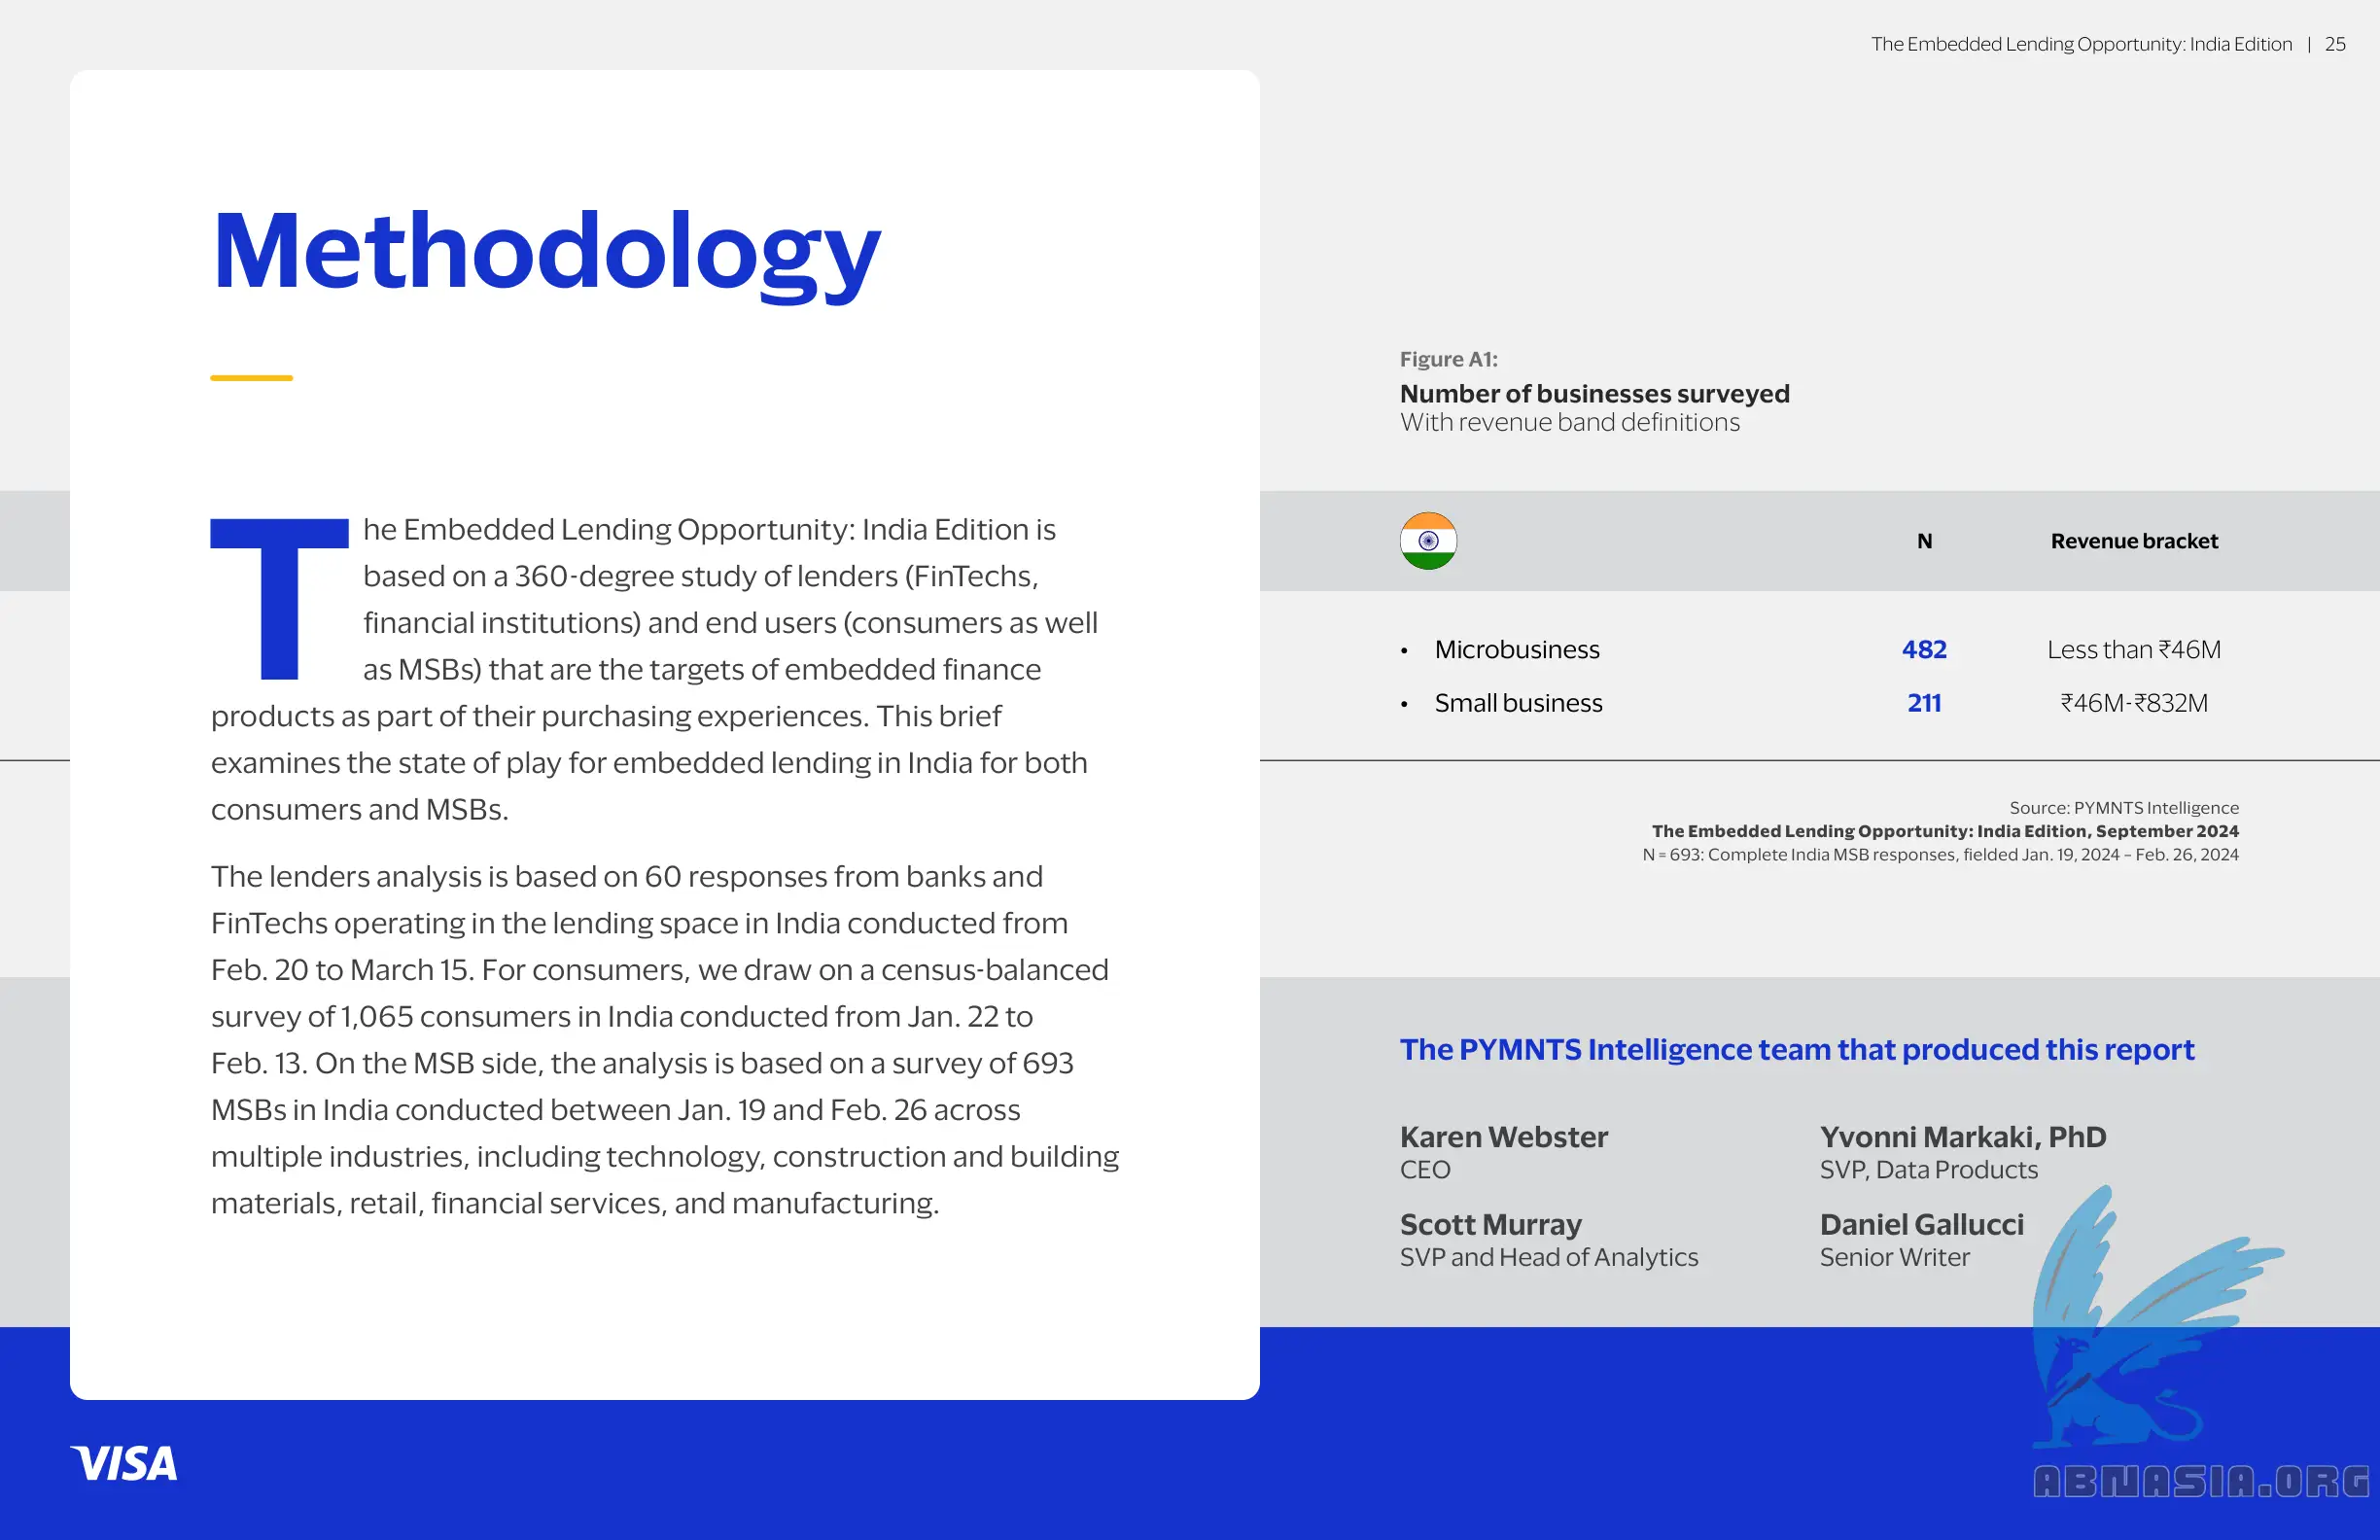 The Embedded Lending Opportunity: India Edition | 25
Methodology
The Embedded Lending Opportunity: India Edition is
based on a 360-degree study of lenders (FinTechs,
financial institutions) and end users (consumers as well
as MSBs) that are the targets of embedded finance
products as part of their purchasing experiences. This brief
examines the state of play for embedded lending in India for both
consumers and MSBs.
The lenders analysis is based on 60 responses from banks and
FinTechs operating in the lending space in India conducted from
Feb. 20 to March 15. For consumers, we draw on a census-balanced
survey of 1,065 consumers in India conducted from Jan. 22 to
Feb. 13. On the MSB side, the analysis is based on a survey of 693
MSBs in India conducted between Jan. 19 and Feb. 26 across
multiple industries, including technology, construction and building
materials, retail, financial services, and manufacturing.
Figure A1:
Number of businesses surveyed
With revenue band definitions
N Revenue bracket
• Microbusiness 482 Less than ₹46M
• Small business 211 ₹46M-₹832M
Source: PYMNTS Intelligence
The Embedded Lending Opportunity: India Edition, September 2024
N = 693: Complete India MSB responses, fielded Jan. 19, 2024 – Feb. 26, 2024
The PYMNTS Intelligence team that produced this report
Karen Webster
CEO
Yvonni Markaki, PhD
SVP, Data Products
Scott Murray
SVP and Head of Analytics
Daniel Gallucci
Senior Writer
VISA
ABNASIA.ORG